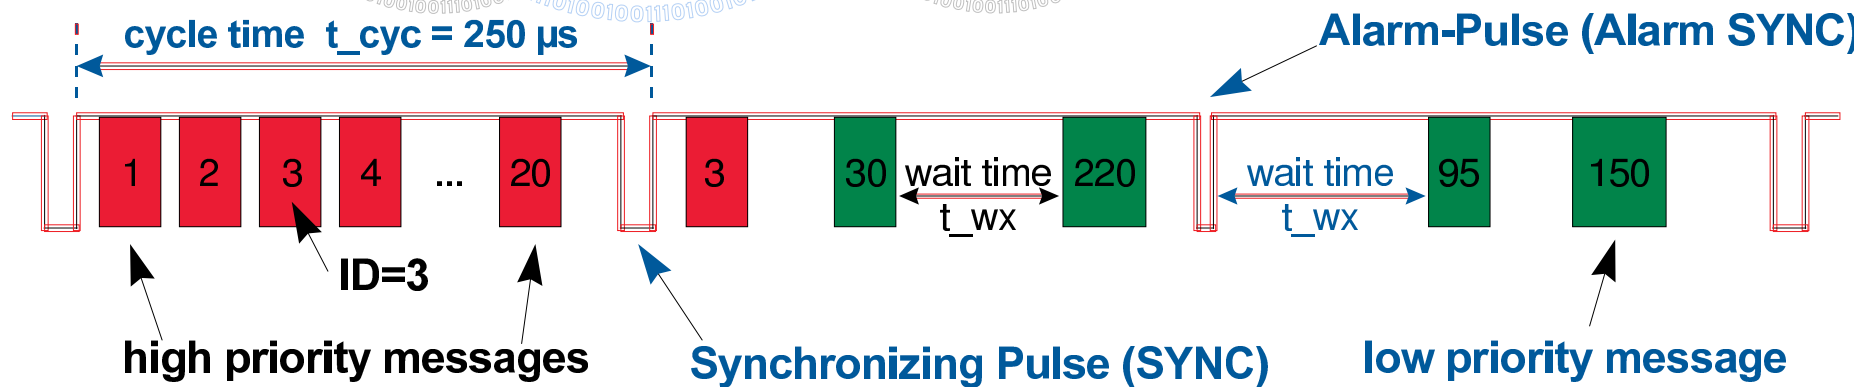 cycle time t_cyc = 250 µs
Alarm-Pulse (Alarm SYNC)
1 2 3 4 ... 20 3 30 wait time 220 wait time 95 150
t_wx t_wx
ID=3
high priority messages
Synchronizing Pulse (SYNC)
low priority message